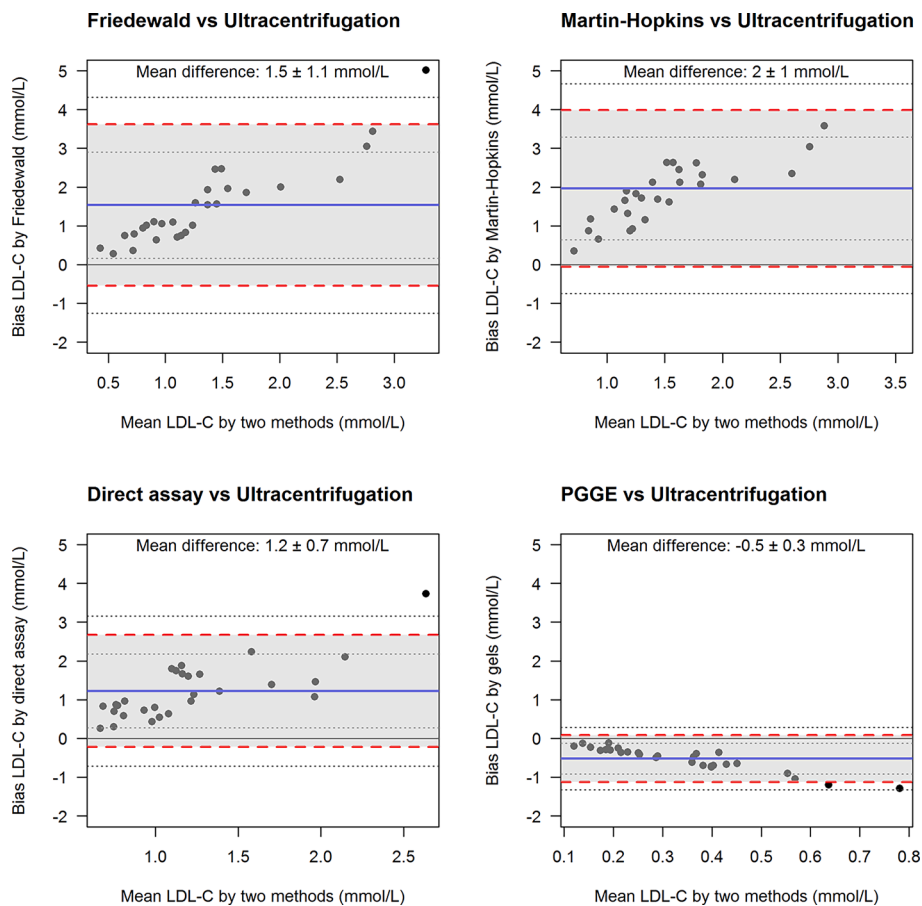 Friedewald vs Ultracentrifugation
Mean difference: 1.5 ± 1.1 mmol/L
Bias LDL-C by Friedewald (mmol/L)
5
4
3
2
1
0
-1
-2
0.5 1.0 1.5 2.0 2.5 3.0
Mean LDL-C by two methods (mmol/L)
Martin-Hopkins vs Ultracentrifugation
Mean difference: 2 ± 1 mmol/L
Bias LDL-C by Martin-Hopkins (mmol/L)
5
4
3
2
1
0
-1
-2
1.0 1.5 2.0 2.5 3.0 3.5
Mean LDL-C by two methods (mmol/L)
Direct assay vs Ultracentrifugation
Mean difference: 1.2 ± 0.7 mmol/L
Bias LDL-C by direct assay (mmol/L)
5
4
3
2
1
0
-1
-2
1.0 1.5 2.0 2.5
Mean LDL-C by two methods (mmol/L)
PGGE vs Ultracentrifugation
Mean difference: -0.5 ± 0.3 mmol/L
Bias LDL-C by gels (mmol/L)
5
4
3
2
1
0
-1
-2
0.1 0.2 0.3 0.4 0.5 0.6 0.7 0.8
Mean LDL-C by two methods (mmol/L)